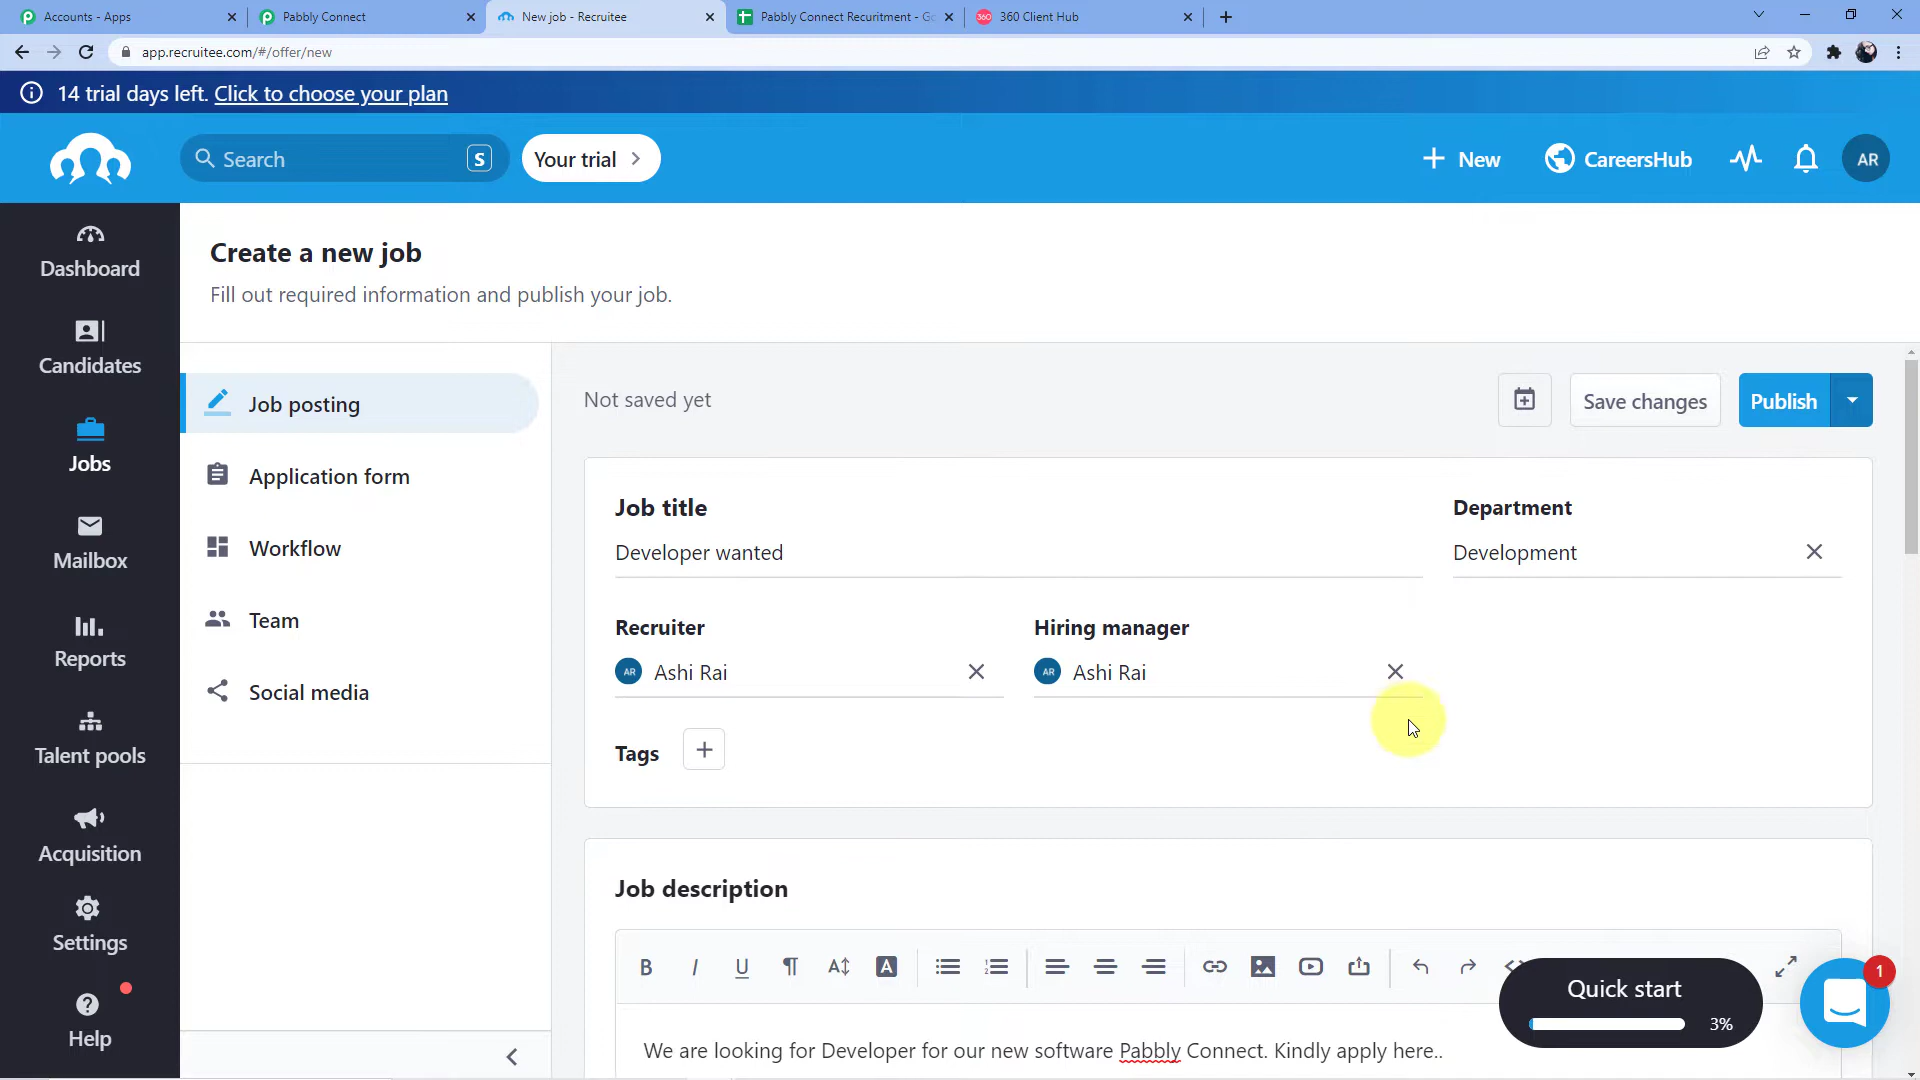 Accounts - Apps
Pabbly Connect
New job - Recruitee
Pabbly Connect Recuritment - Go
360 360 Client Hub
app.recruitee.com/#/offer/new
14 trial days left. Click to choose your plan
Search S
Your trial
New
CareersHub
AR
Dashboard
Candidates
Jobs
Mailbox
Reports
Talent pools
Acquisition
Settings
Help
Create a new job
Fill out required information and publish your job.
Job posting
Application form
Workflow
Team
Social media
Not saved yet
Save changes
Publish
Job title
Developer wanted
Department
Development
Recruiter
AR Ashi Rai
Hiring manager
AR Ashi Rai
Tags
Job description
B I U A A
We are looking for Developer for our new software Pabbly Connect. Kindly apply here..
Quick start
3%
1